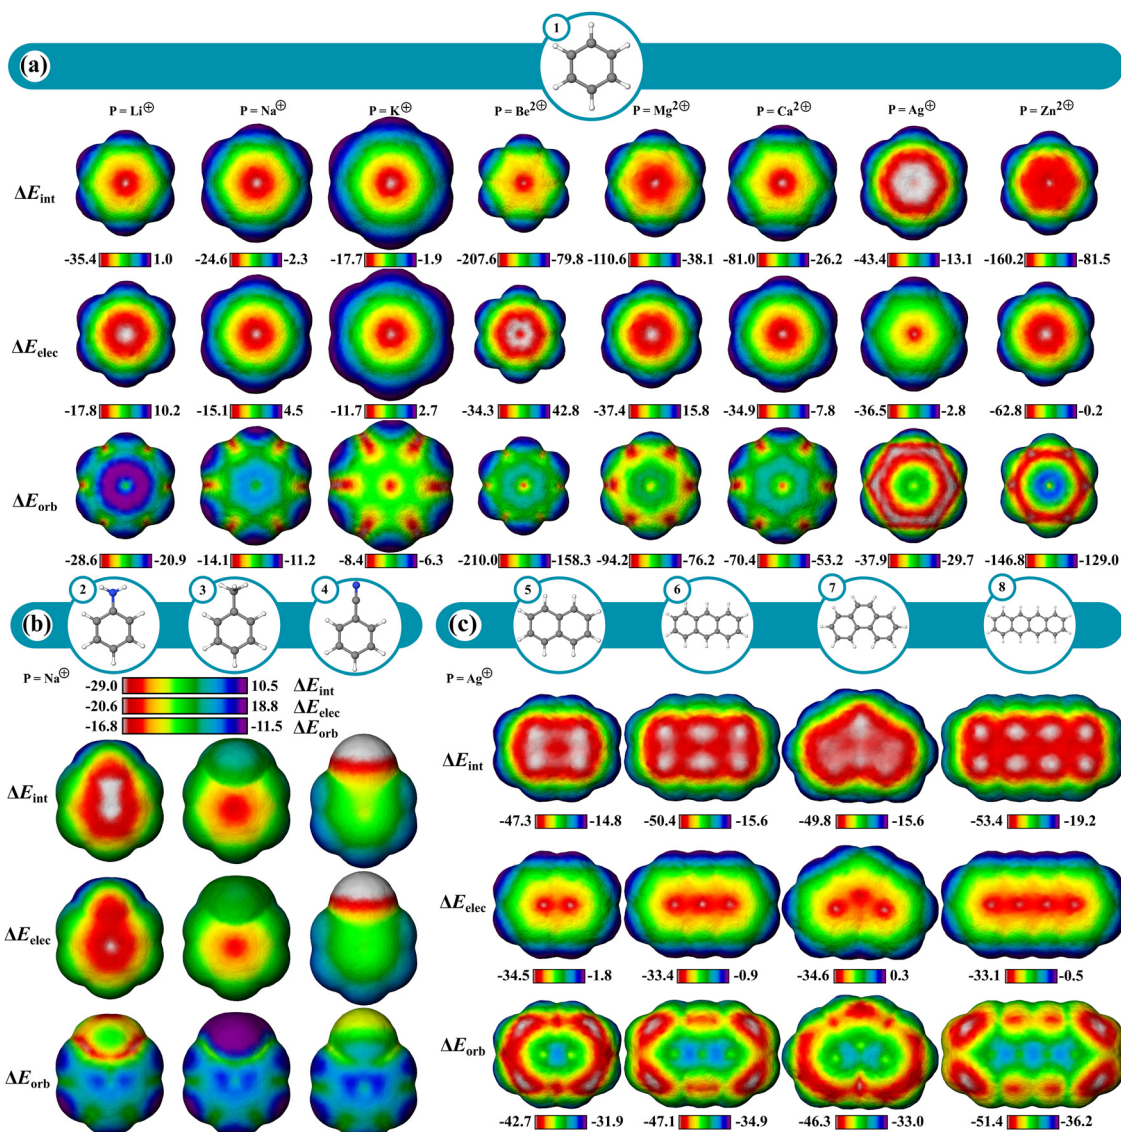 1
(a)
P = Li⊕ P = Na⊕ P = K⊕ P = Be2⊕ P = Mg2⊕ P = Ca2⊕ P = Ag⊕ P = Zn2⊕
ΔEint
-35.4 1.0 -24.6 -2.3 -17.7 -1.9 -207.6 -79.8 -110.6 -38.1 -81.0 -26.2 -43.4 -13.1 -160.2 -81.5
ΔEelec
-17.8 10.2 -15.1 4.5 -11.7 2.7 -34.3 42.8 -37.4 15.8 -34.9 -7.8 -36.5 -2.8 -62.8 -0.2
ΔEorb
-28.6 -20.9 -14.1 -11.2 -8.4 -6.3 -210.0 -158.3 -94.2 -76.2 -70.4 -53.2 -37.9 -29.7 -146.8 -129.0
2 3 4
(b)
P = Na⊕
-29.0 10.5 ΔEint
-20.6 18.8 ΔEelec
-16.8 -11.5 ΔEorb
ΔEint
ΔEelec
ΔEorb
5 6 7 8
(c)
P = Ag⊕
ΔEint
-47.3 -14.8 -50.4 -15.6 -49.8 -15.6 -53.4 -19.2
ΔEelec
-34.5 -1.8 -33.4 -0.9 -34.6 0.3 -33.1 -0.5
ΔEorb
-42.7 -31.9 -47.1 -34.9 -46.3 -33.0 -51.4 -36.2